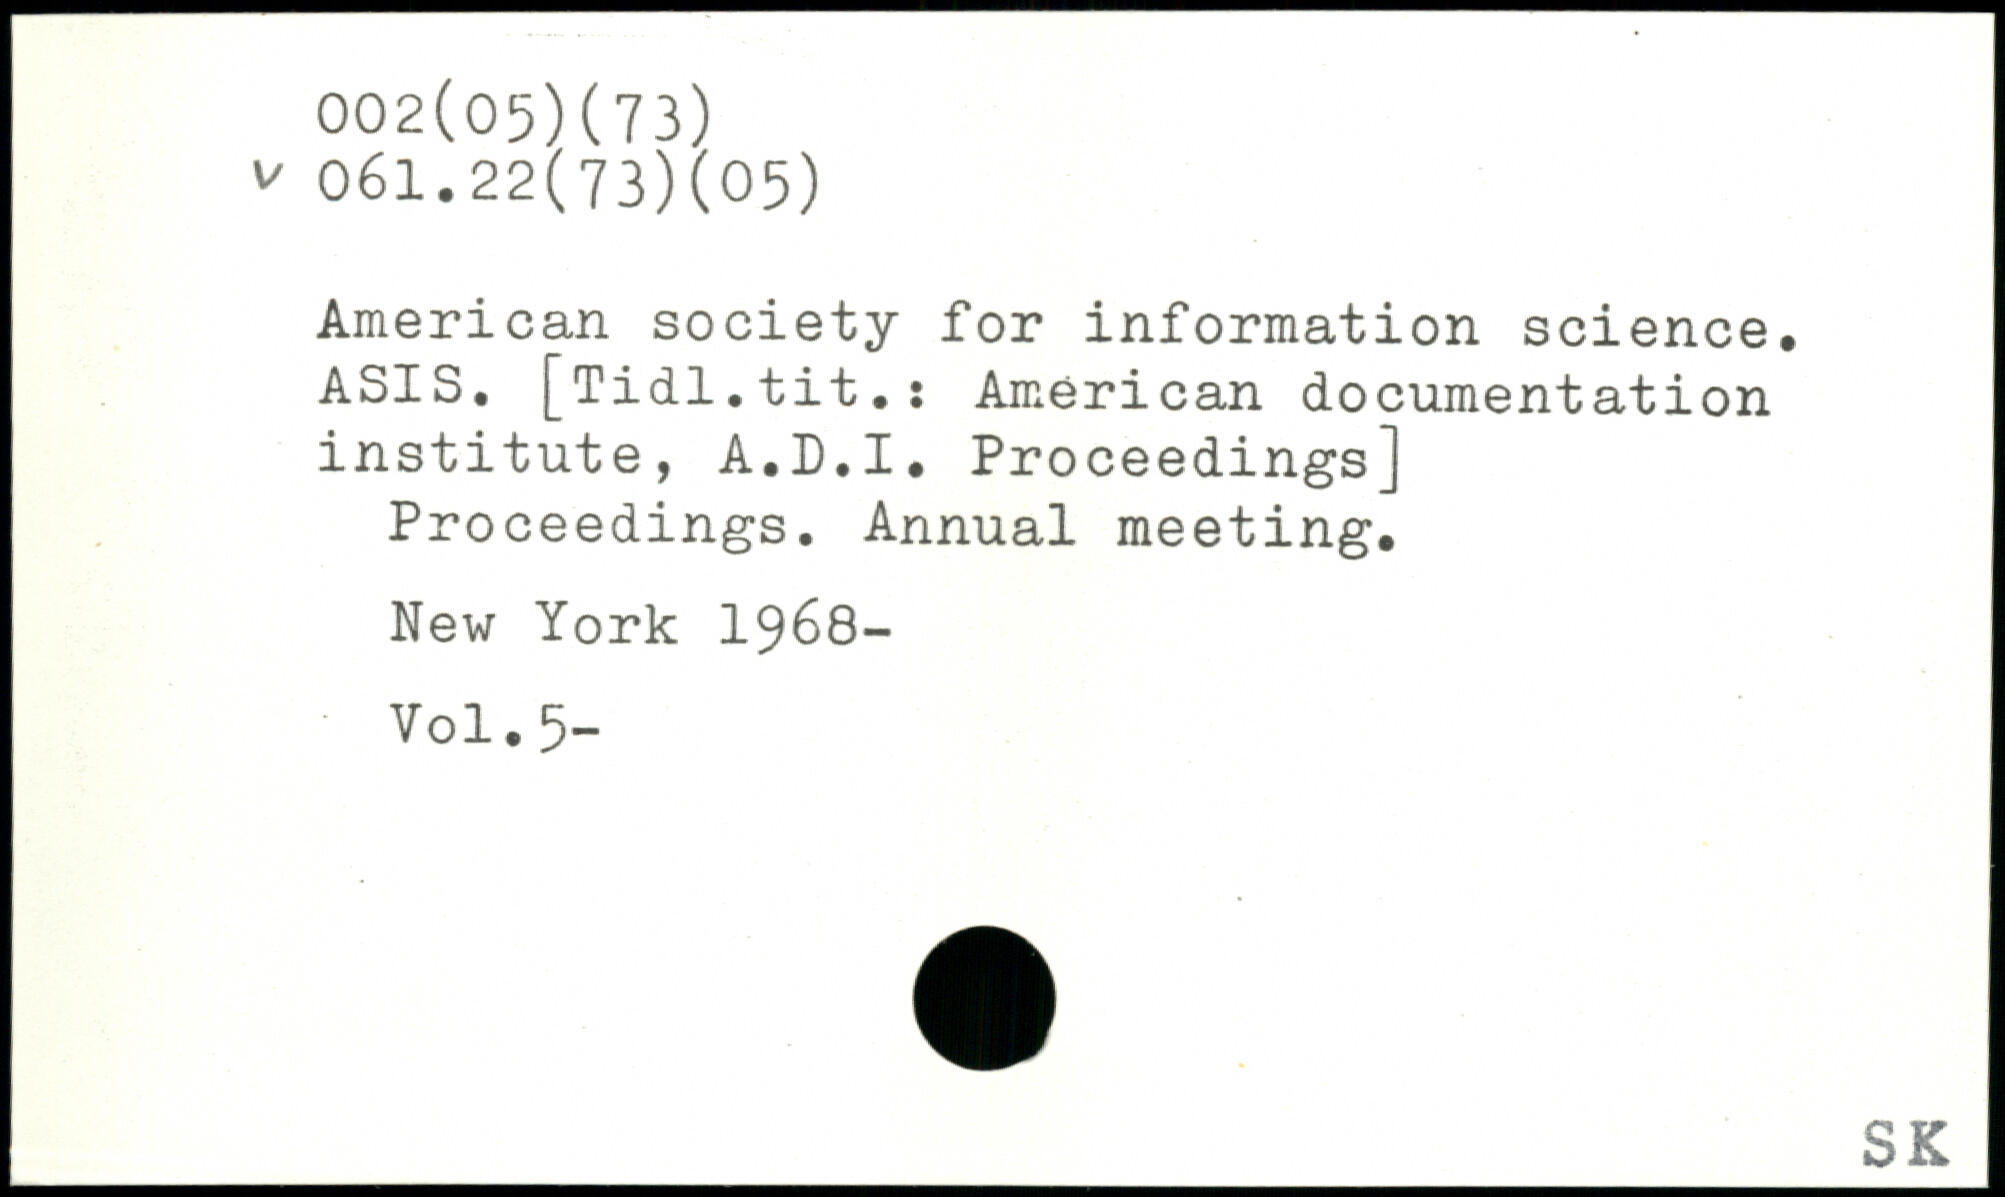 002(05)(73)
v 061.22(73)(05)
American society for information science.
ASIS. [Tidl.tit.: American documentation
institute, A.D.I. Proceedings]
Proceedings. Annual meeting.
New York 1968-
Vol.5-
SK